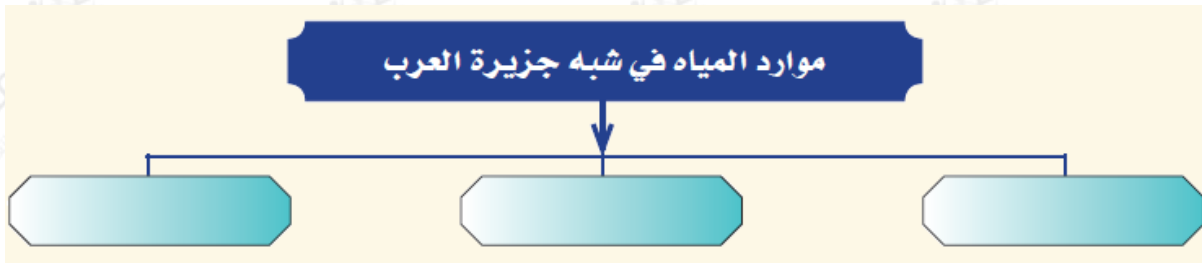 موارد المياه في شبه جزيرة العرب